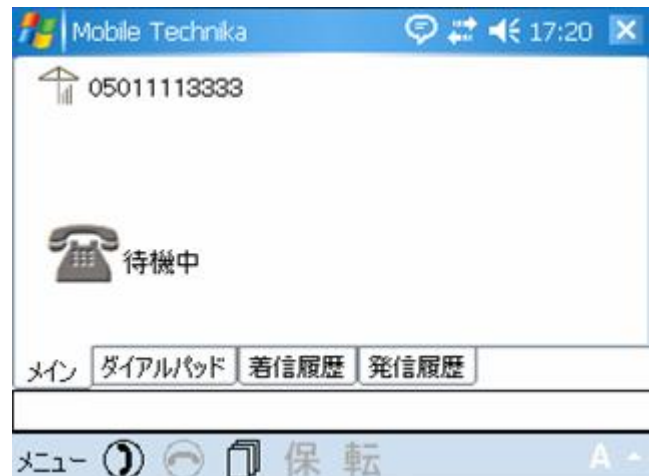 Mobile Technika 17:20
05011113333
待機中
メイン ダイアルパッド 着信履歴 発信履歴
メニュー 保 転 A